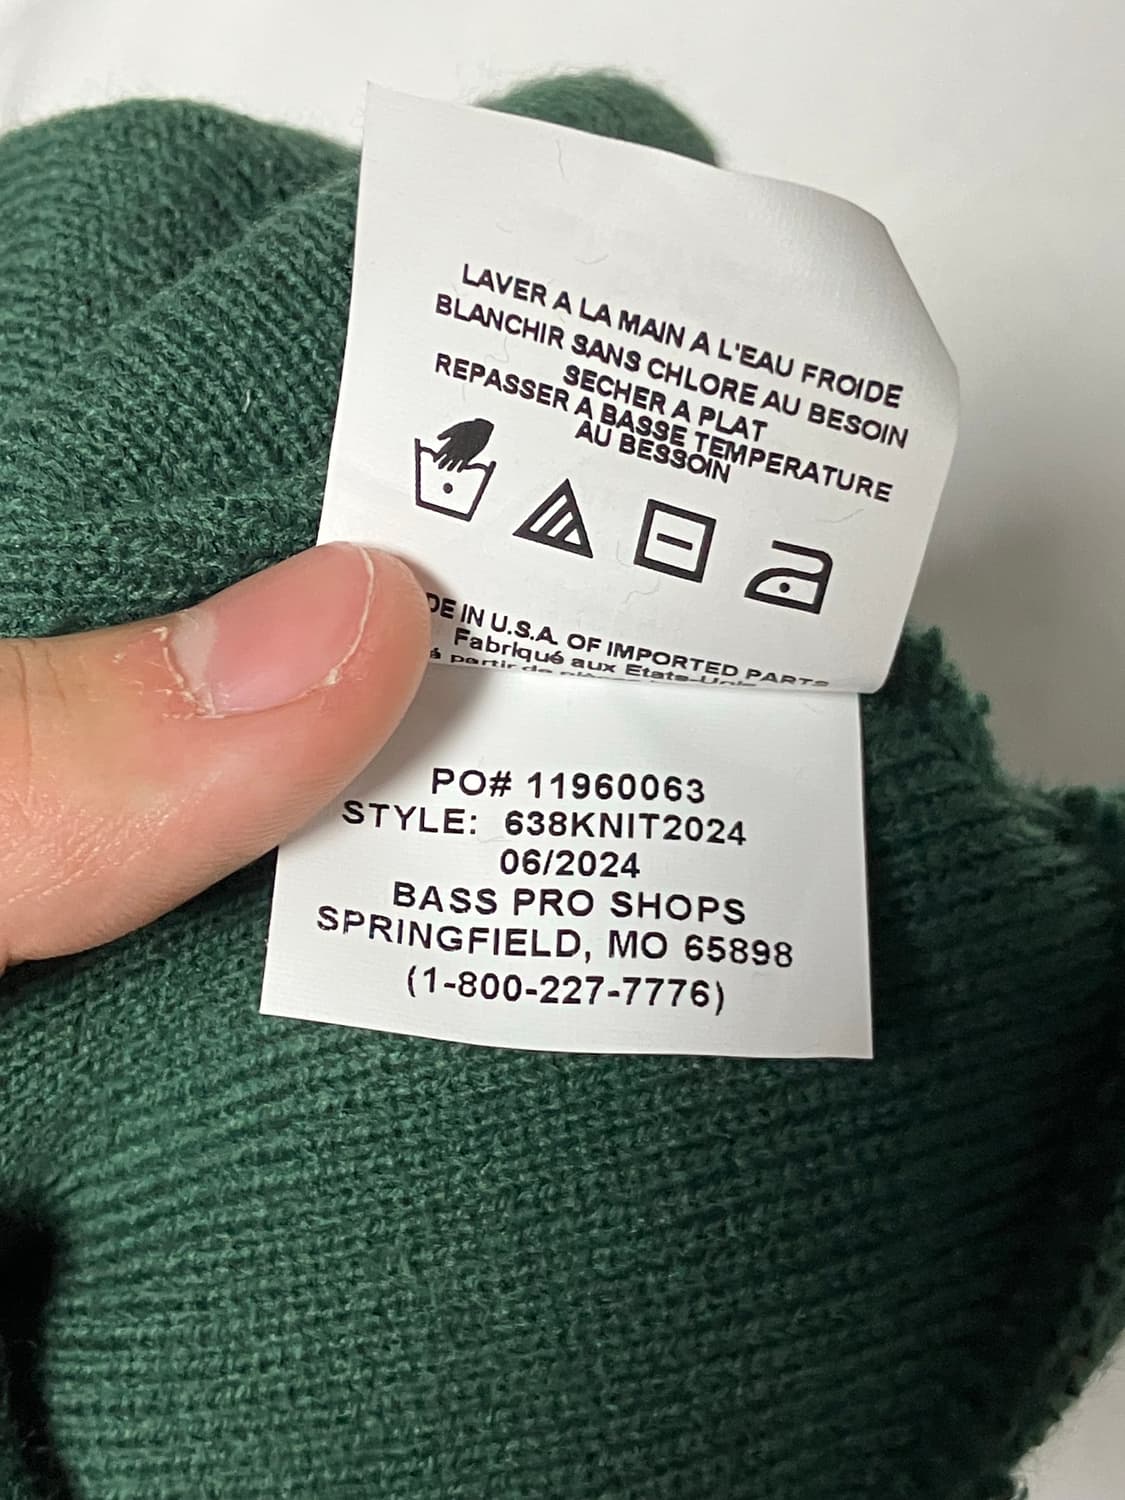 LAVER A LA MAIN A L'EAU FROIDE
BLANCHIR SANS CHLORE AU BESOIN
SECHER A PLAT
REPASSER A BASSE TEMPERATURE
AU BESSOIN
DE IN U.S.A. OF IMPORTED PARTS
Fabriqué aux Etats-Unis
á partir de
PO# 11960063
STYLE: 638KNIT2024
06/2024
BASS PRO SHOPS
SPRINGFIELD, MO 65898
(1-800-227-7776)